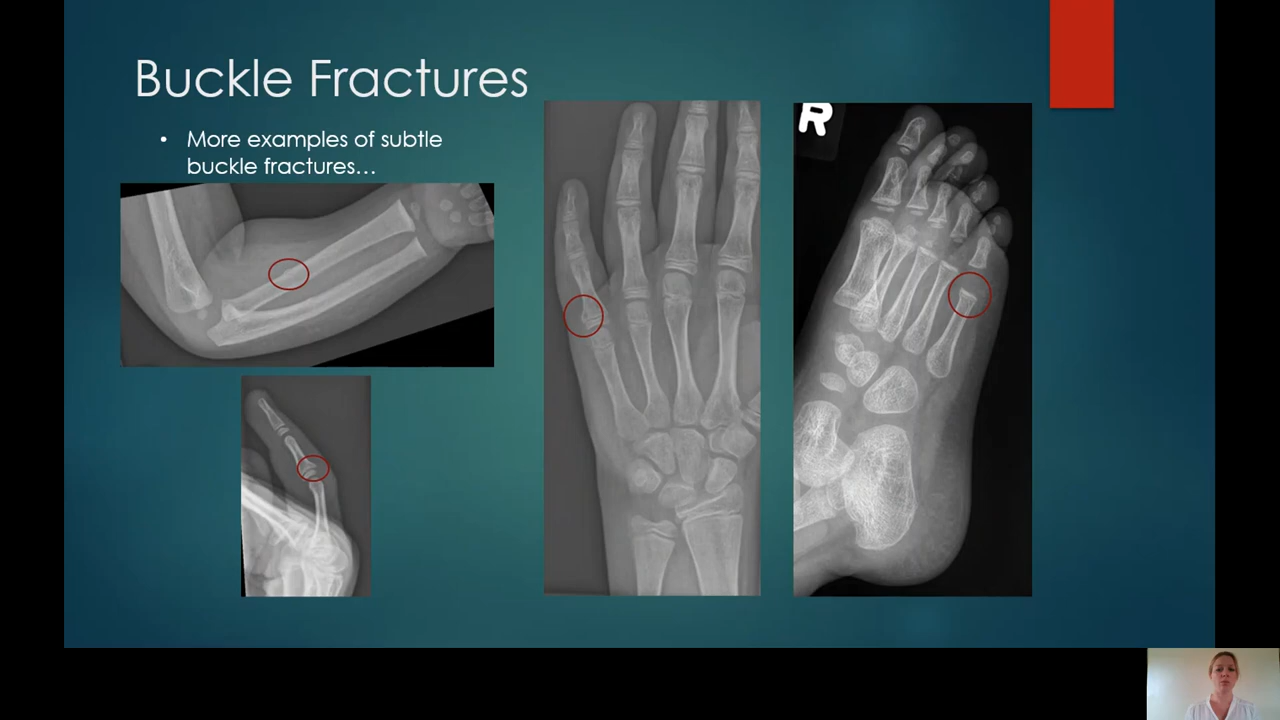 Buckle Fractures
• More examples of subtle
buckle fractures…
R